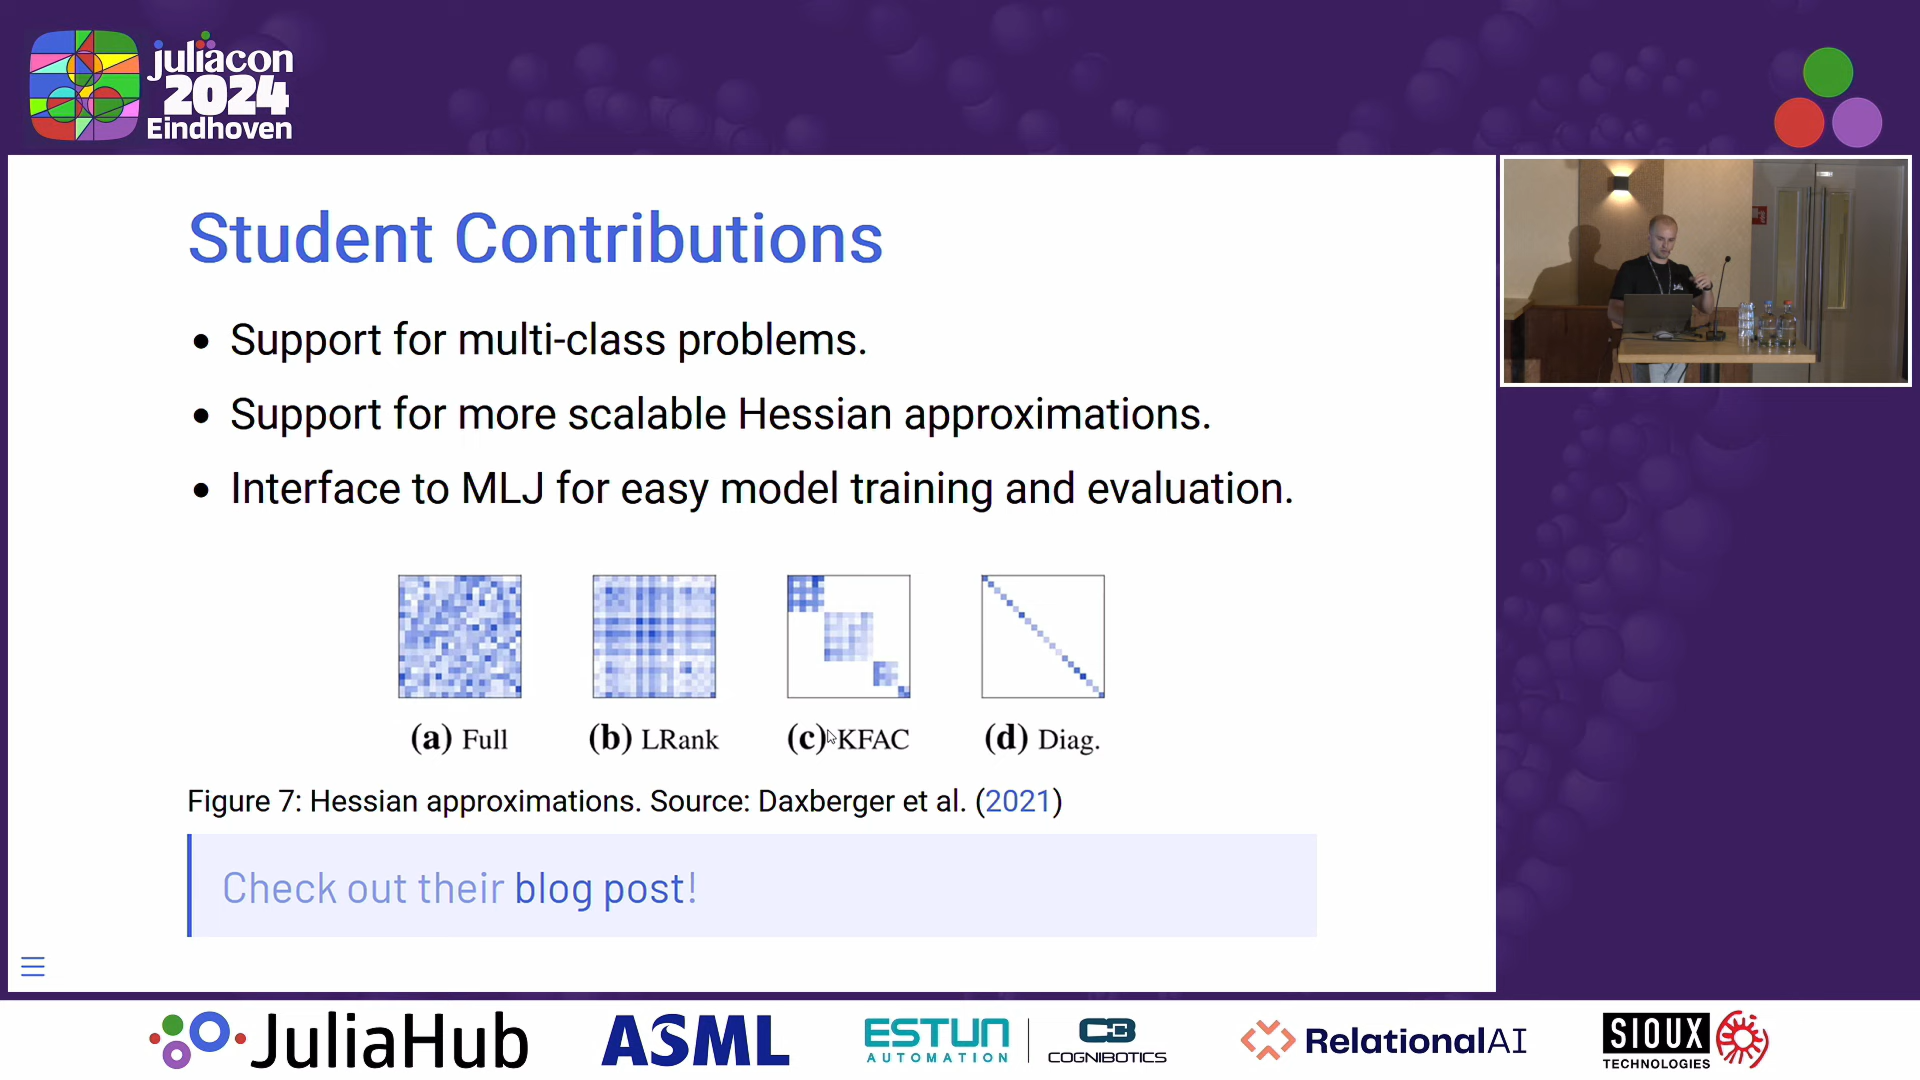 juliacon
2024
Eindhoven
Student Contributions
• Support for multi-class problems.
• Support for more scalable Hessian approximations.
• Interface to MLJ for easy model training and evaluation.
(a) Full
(b) LRank
(c) KFAC
(d) Diag.
Figure 7: Hessian approximations. Source: Daxberger et al. (2021)
Check out their blog post!
JuliaHub
ASML
ESTUN
AUTOMATION
COGNIBOTICS
RelationalAI
SIOUX
TECHNOLOGIES